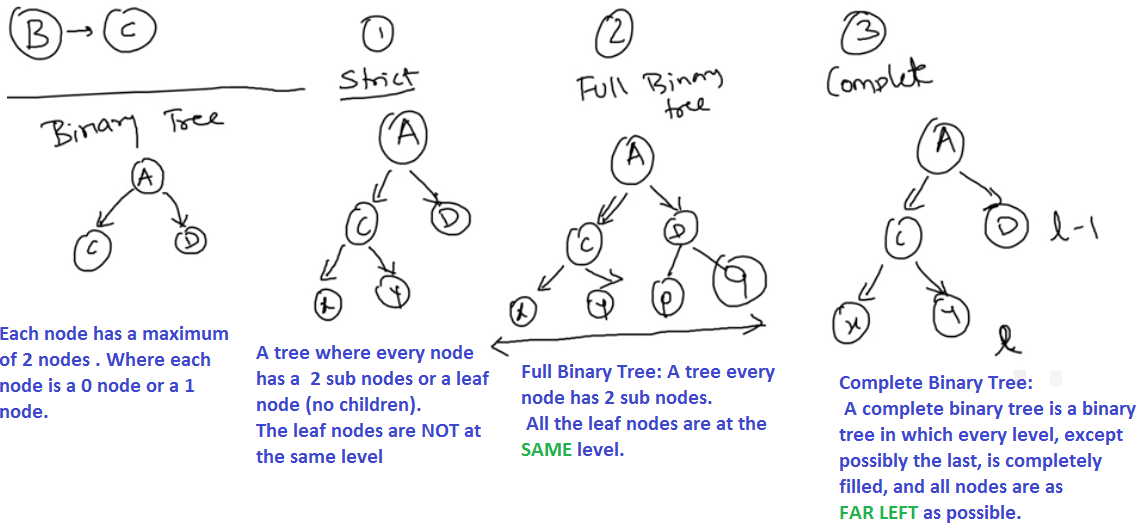 B → C
Binary Tree
A
C D
Each node has a maximum
of 2 nodes . Where each
node is a 0 node or a 1
node.
1
Strict
A
C D
x y
A tree where every node
has a 2 sub nodes or a leaf
node (no children).
The leaf nodes are NOT at
the same level
2
Full Binary
tree
A
C D
x y p q
Full Binary Tree: A tree every
node has 2 sub nodes.
All the leaf nodes are at the
SAME level.
3
Complet
A
C D l-1
x y l
Complete Binary Tree:
A complete binary tree is a binary
tree in which every level, except
possibly the last, is completely
filled, and all nodes are as
FAR LEFT as possible.